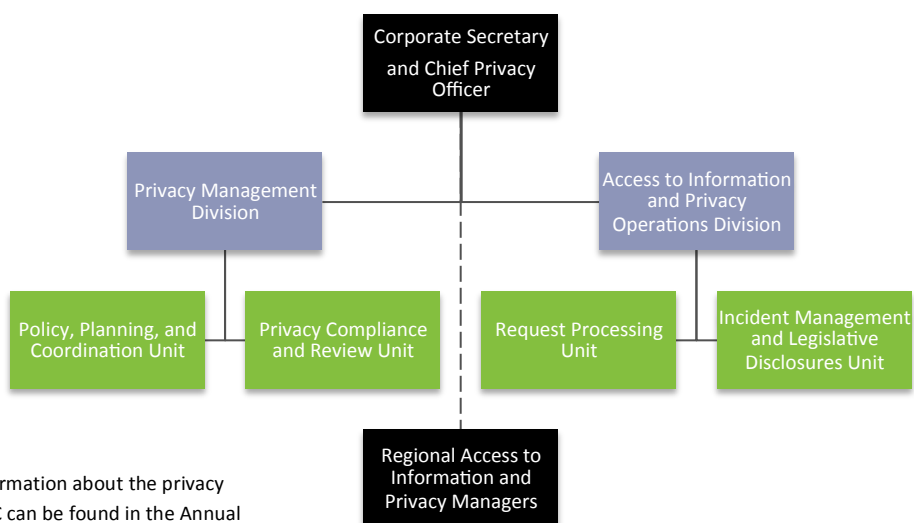 Corporate Secretary
and Chief Privacy
Officer
Privacy Management
Division
Access to Information
and Privacy
Operations Division
Policy, Planning, and
Coordination Unit
Privacy Compliance
and Review Unit
Request Processing
Unit
Incident Management
and Legislative
Disclosures Unit
Regional Access to
Information and
Privacy Managers
about the privacy
can be found in the Annual